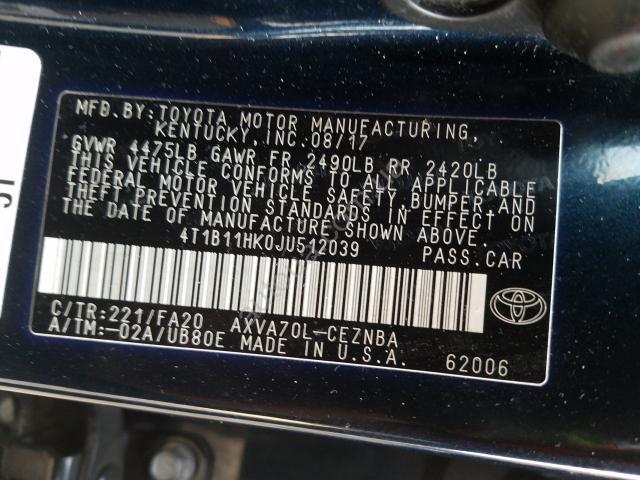 MFD. BY: TOYOTA MOTOR MANUFACTURING,
KENTUCKY, INC. 08/17
GVWR 4475LB GAWR FR 2490LB RR 2420LB
THIS VEHICLE CONFORMS TO ALL APPLICABLE
FEDERAL MOTOR VEHICLE SAFETY, BUMPER, AND
THEFT PREVENTION STANDARDS IN EFFECT ON
THE DATE OF MANUFACTURE SHOWN ABOVE.
4T1B11HK0JU512039 PASS.CAR
C/TR:221/FA20 AXVA70L-CEZNBA
A/TM:-02A/UB80E MADE IN U.S.A. 62006